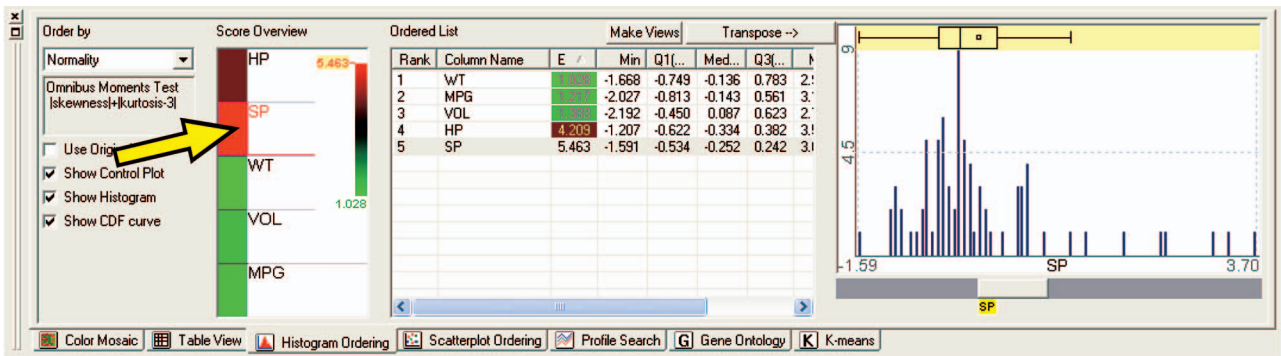 Order by
Normality
Omnibus Moments Test
|skewness|+|kurtosis-3|
Use Origi
Show Control Plot
Show Histogram
Show CDF curve
Score Overview
HP
SP
WT
VOL
MPG
5.463
1.028
Ordered List
Make Views
Transpose -->
Rank Column Name E Min Q1(... Med... Q3(...
1 WT -1.668 -0.749 -0.136 0.783
2 MPG -2.027 -0.813 -0.143 0.561
3 VOL -2.192 -0.450 0.087 0.623
4 HP 4.209 -1.207 -0.622 -0.334 0.382
5 SP 5.463 -1.591 -0.534 -0.252 0.242
9
4.5
-1.59 SP 3.70
SP
Color Mosaic Table View Histogram Ordering Scatterplot Ordering Profile Search G Gene Ontology K K-means